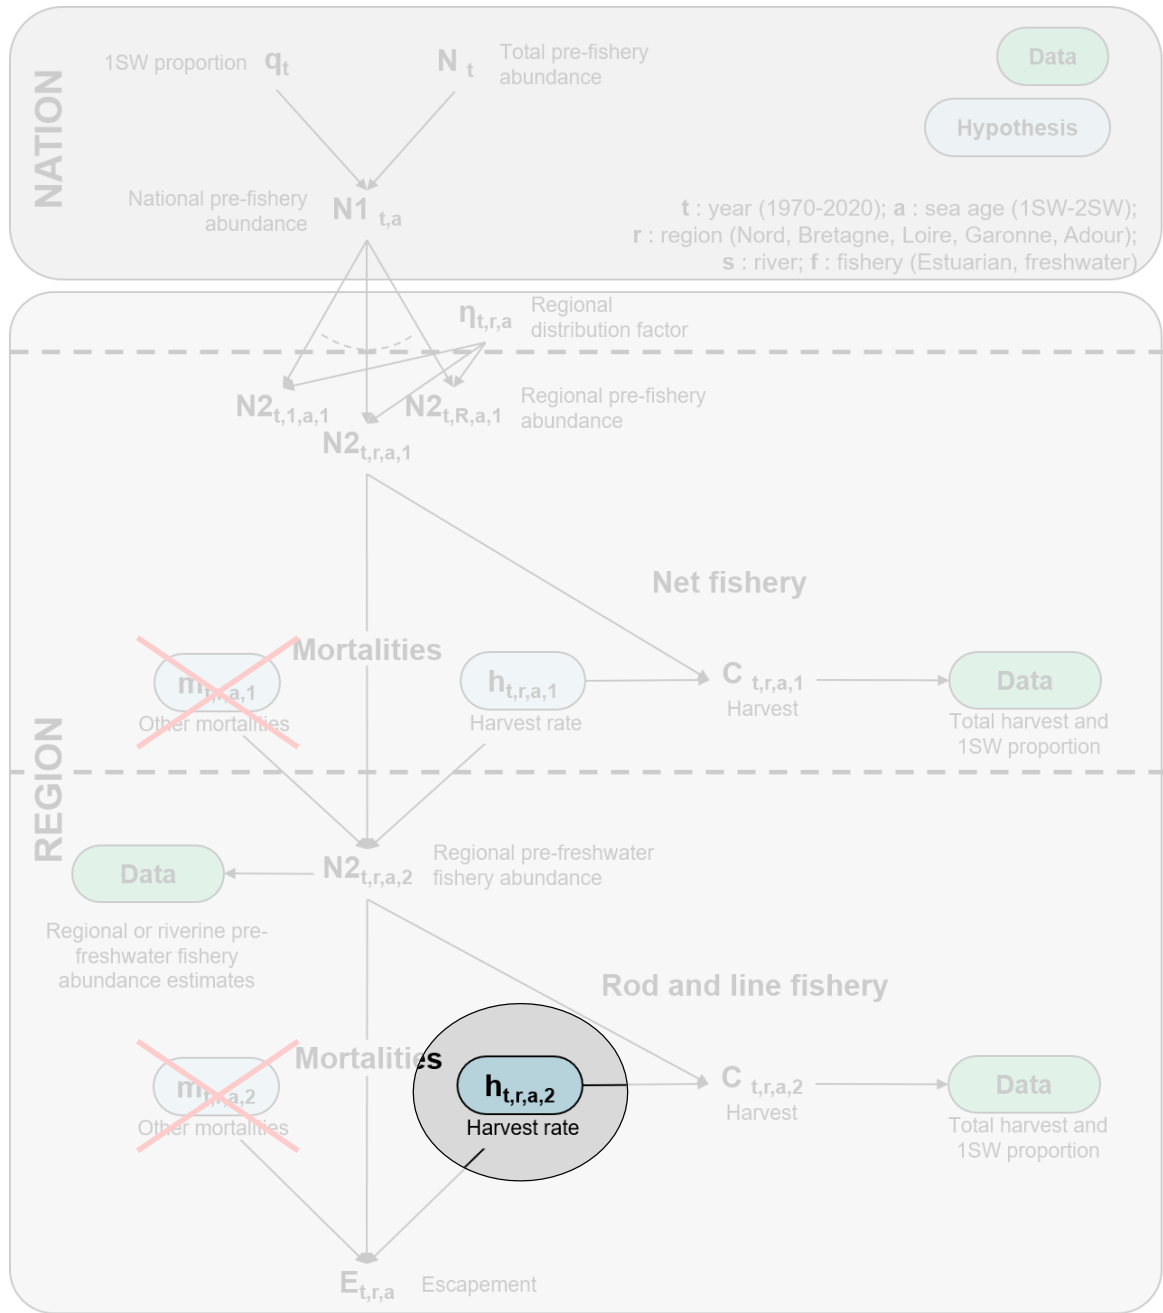 1SW proportion q t
N t Total pre-fishery
abundance
Data
Hypothesis
NATION
National pre-fishery
abundance
N1 t,a
t : year (1970-2020); a : sea age (1SW-2SW);
r : region (Nord, Bretagne, Loire, Garonne, Adour);
s : river; f : fishery (Estuarian, freshwater)
η t,r,a Regional
distribution factor
N2 t,1,a,1
N2 t,R,a,1
Regional pre-fishery
abundance
N2 t,r,a,1
Net fishery
Mortalities
m t,r,a,1
Other mortalities
h t,r,a,1
Harvest rate
C t,r,a,1
Harvest
Data
Total harvest and
1SW proportion
REGION
Data
N2 t,r,a,2
Regional pre-freshwater
fishery abundance
Regional or riverine pre-
freshwater fishery
abundance estimates
Rod and line fishery
Mortalities
m t,r,a,2
Other mortalities
h t,r,a,2
Harvest rate
C t,r,a,2
Harvest
Data
Total harvest and
1SW proportion
E t,r,a Escapement